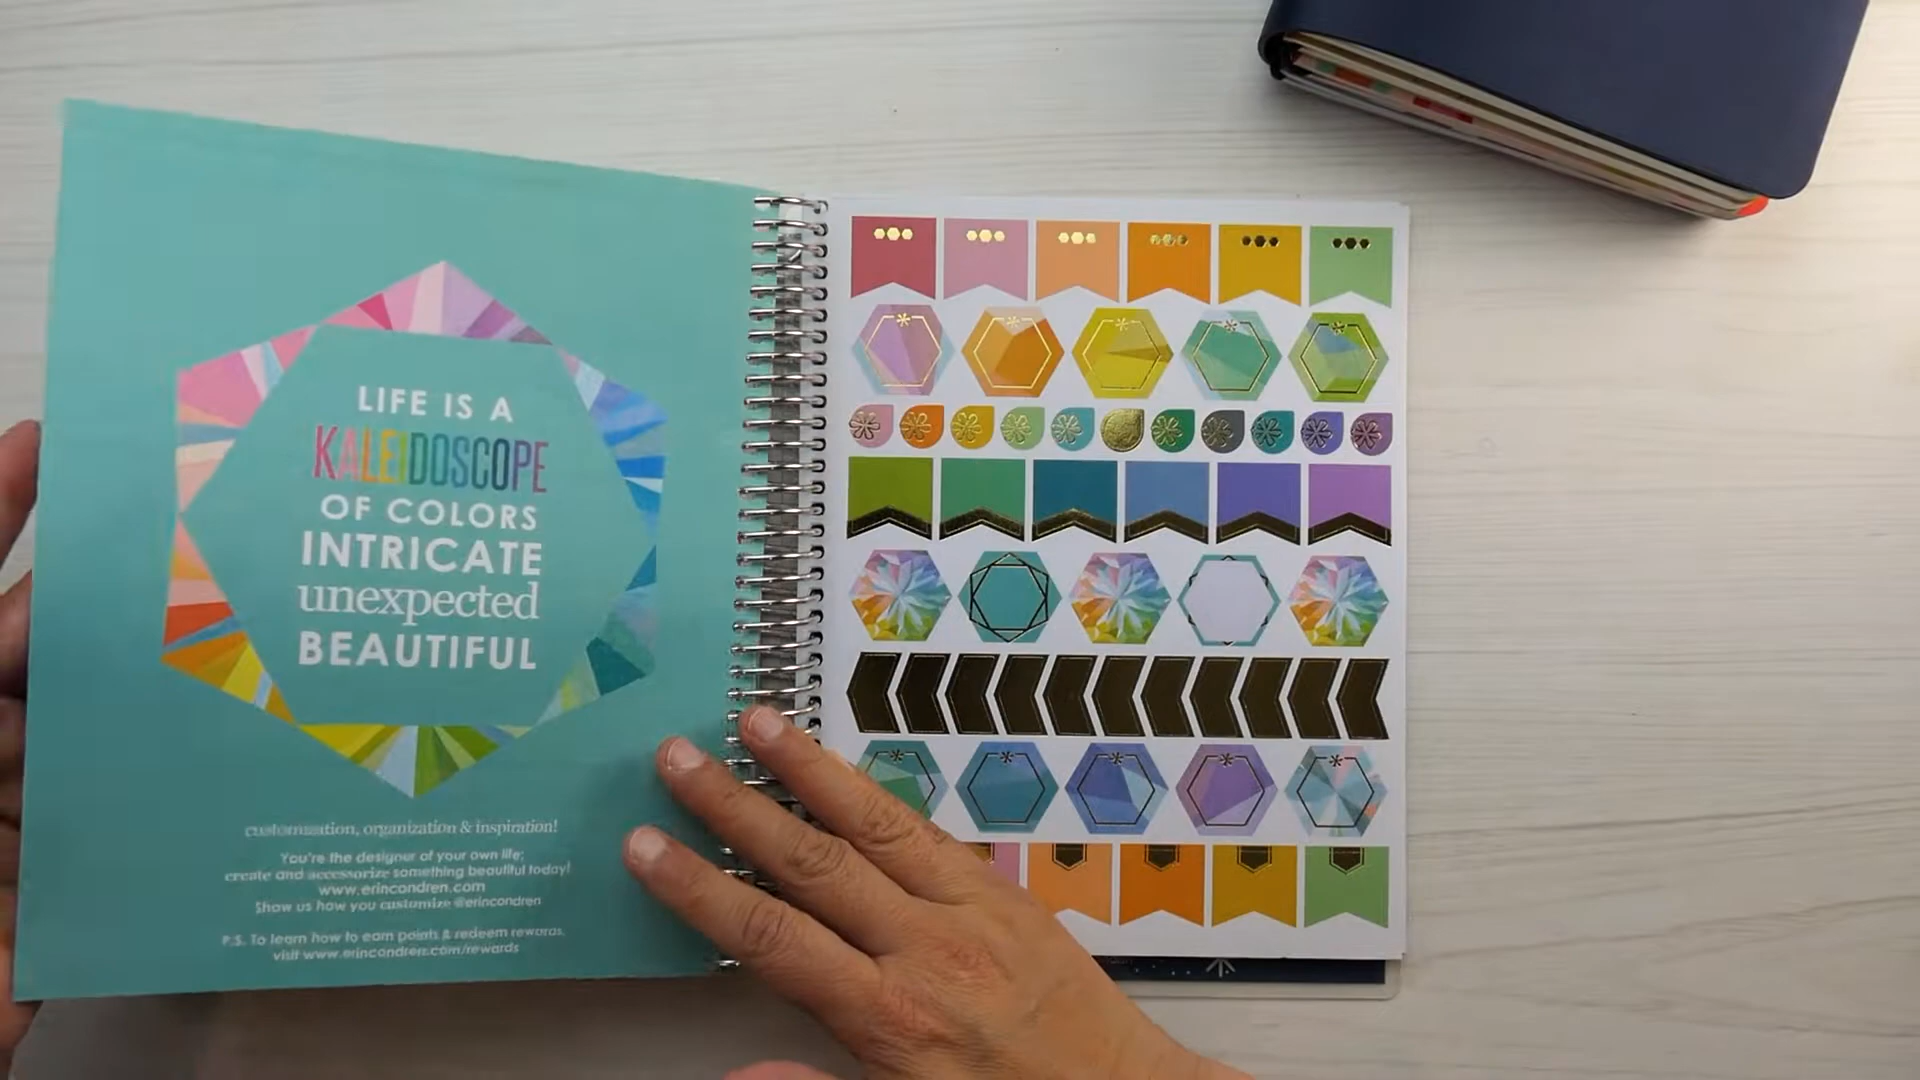 LIFE IS A
KALEIDOSCOPE
OF COLORS
INTRICATE
unexpected
BEAUTIFUL
customization, organization & inspiration!
You're the designer of your own life;
create and accessorize something beautiful today!
www.erincondren.com
Show us how you customize @erincondren
P.S. To learn how to earn points & redeem rewards,
visit www.erincondren.com/rewards